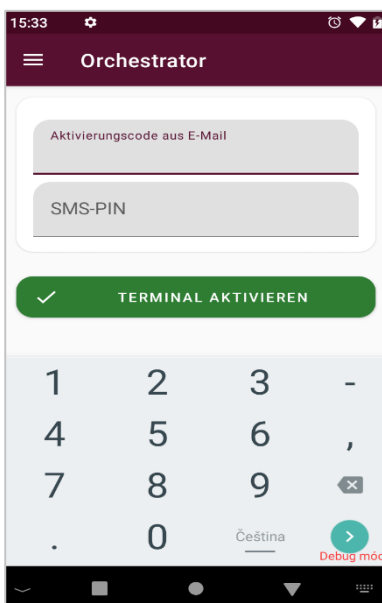 15:33
Orchestrator
Aktivierungscode aus E-Mail
SMS-PIN
TERMINAL AKTIVIEREN
1 2 3 -
4 5 6 ,
7 8 9
. 0 Čeština
Debug mód